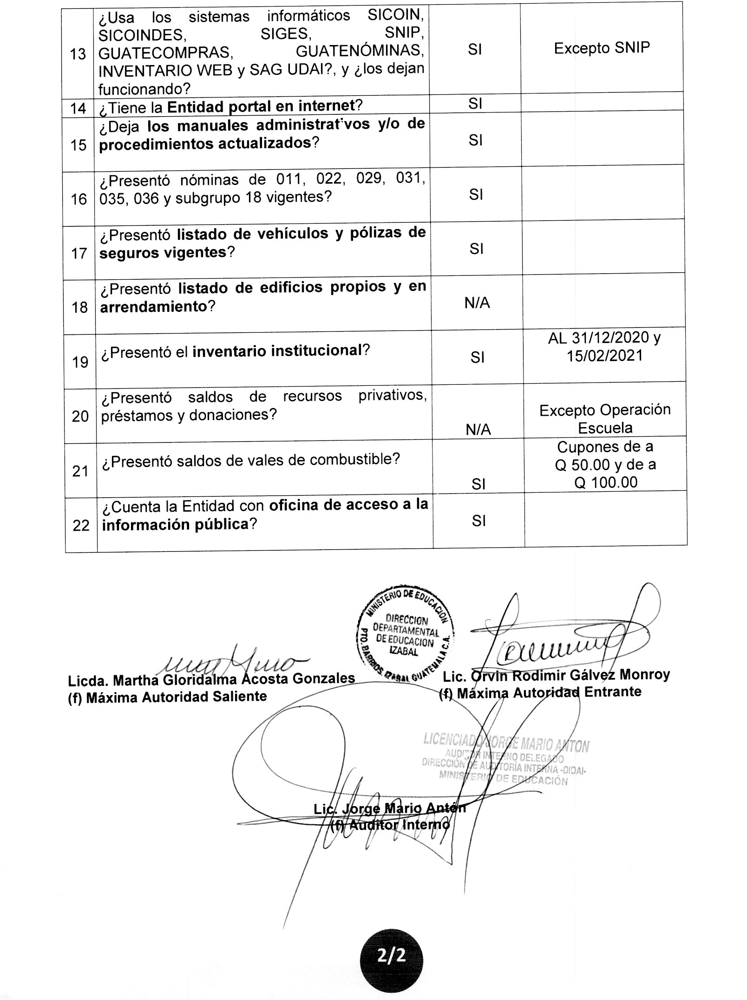 ¿Usa los sistemas informáticos SICOIN,
SICOINDES, SIGES, SNIP,
13 GUATECOMPRAS, GUATENÓMINAS, SI Excepto SNIP
INVENTARIO WEB y SAG UDAI?, y ¿los dejan
funcionando?
14 ¿Tiene la Entidad portal en internet? SI
¿Deja los manuales administrativos y/o de
15 procedimientos actualizados? SI
¿Presentó nóminas de 011, 022, 029, 031,
16 035, 036 y subgrupo 18 vigentes? SI
¿Presentó listado de vehículos y pólizas de
17 seguros vigentes? SI
¿Presentó listado de edificios propios y en
18 arrendamiento? N/A
19 ¿Presentó el inventario institucional? SI AL 31/12/2020 y
15/02/2021
¿Presentó saldos de recursos privativos,
20 préstamos y donaciones? N/A Excepto Operación
Escuela
21 ¿Presentó saldos de vales de combustible? SI Cupones de a
Q 50.00 y de a
Q 100.00
¿Cuenta la Entidad con oficina de acceso a la
22 información pública? SI
MINISTERIO DE EDUCACION
DIRECCION
DEPARTAMENTAL
DE EDUCACION
IZABAL
PTO. BARRIOS, IZABAL GUATEMALA C.A.
Licda. Martha Gloridalma Acosta Gonzales
(f) Máxima Autoridad Saliente
Lic. Orvin Rodimir Gálvez Monroy
(f) Máxima Autoridad Entrante
LICENCIADO JORGE MARIO ANTON
AUDITOR INTERNO DELEGADO
DIRECCIÓN DE AUDITORÍA INTERNA -DIDAI-
MINISTERIO DE EDUCACIÓN
Lic. Jorge Mario Antón
(f) Auditor Interno
2/2